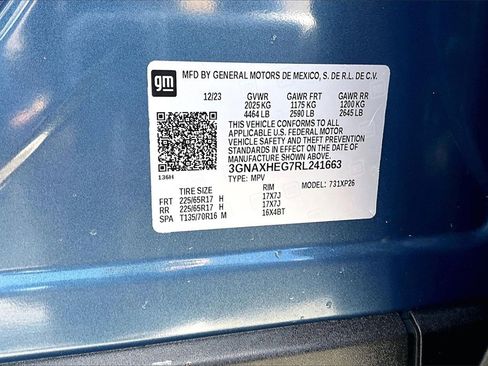 gm
MFD BY GENERAL MOTORS DE MEXICO, S. DE R.L. DE C.V.
12/23 GVWR GAWR FRT GAWR RR
2025 KG 1175 KG 1200 KG
4464 LB 2590 LB 2645 LB
THIS VEHICLE CONFORMS TO ALL
APPLICABLE U.S. FEDERAL MOTOR
VEHICLE SAFETY AND THEFT PREVENTION
STANDARDS IN EFFECT ON THE DATE OF
MANUFACTURE SHOWN ABOVE.
3GNAXHEG7RL241663
136H TYPE: MPV MODEL: 731XP26
TIRE SIZE RIM
FRT 225/65R17 H 17X7J
RR 225/65R17 H 17X7J
SPA T135/70R16 M 16X4BT